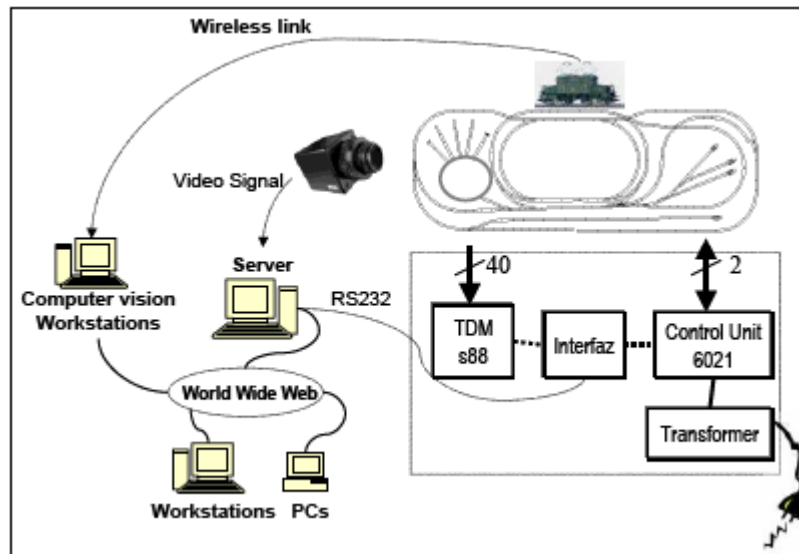 Wireless link
Video Signal
Server
Computer vision
Workstations
RS232
40
2
TDM
s88
Interfaz
Control Unit
6021
World Wide Web
Transformer
Workstations
PCs